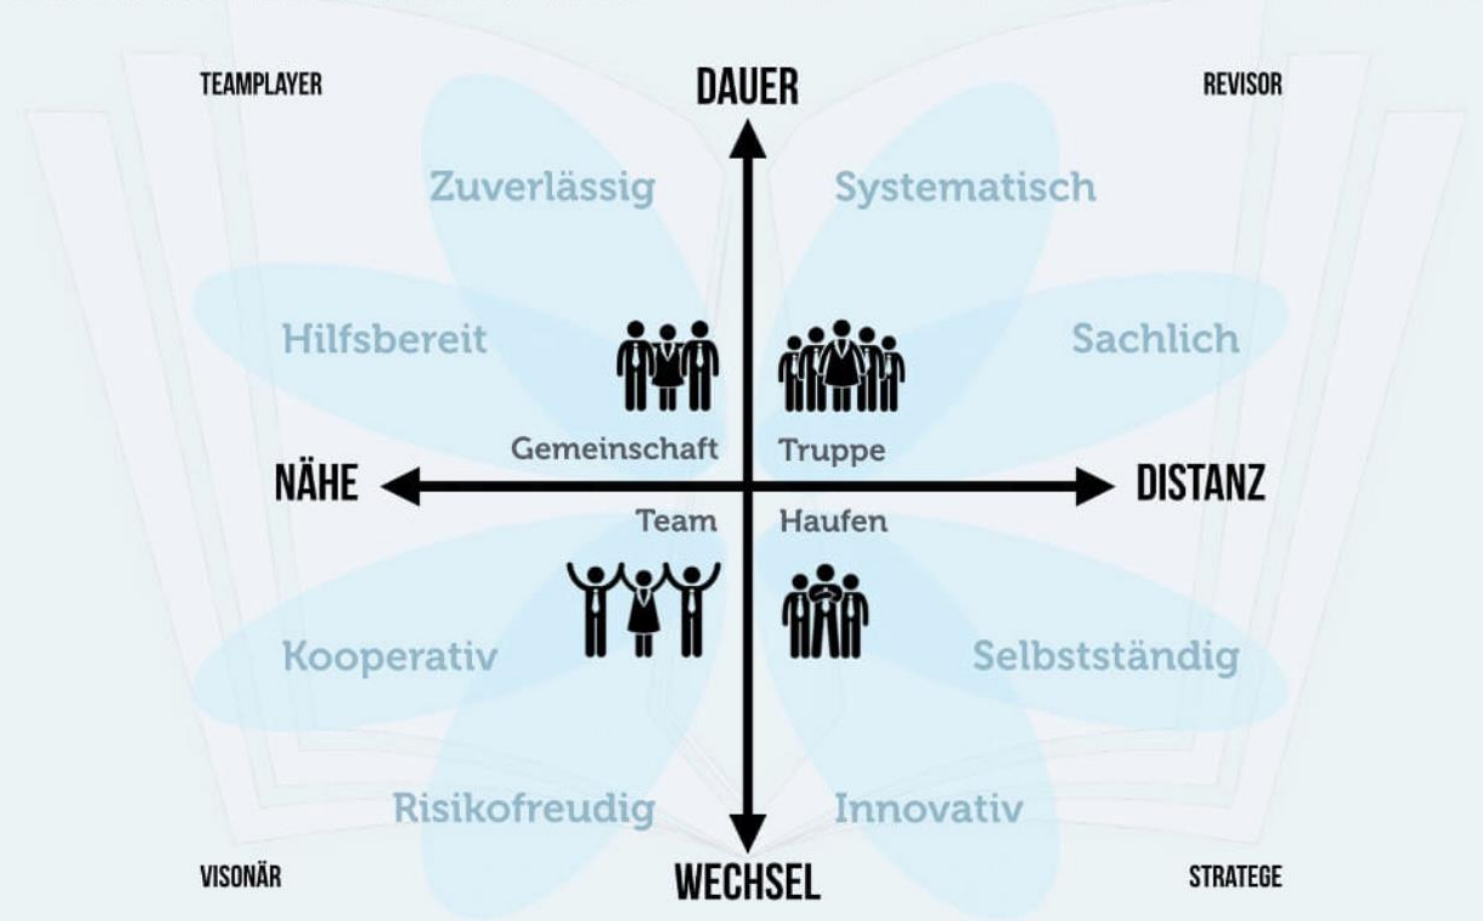 TEAMPLAYER
DAUER
REVISOR
Zuverlässig
Systematisch
Hilfsbereit
Sachlich
Gemeinschaft
Truppe
NÄHE
DISTANZ
Team
Haufen
Kooperativ
Selbstständig
Risikofreudig
Innovativ
VISONÄR
WECHSEL
STRATEGE